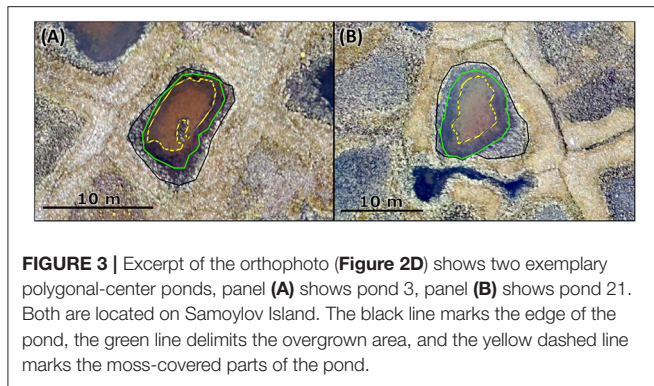 (A)
(B)
10 m
10 m
FIGURE 3 | Excerpt of the orthophoto (Figure 2D) shows two exemplary
polygonal-center ponds, panel (A) shows pond 3, panel (B) shows pond 21.
Both are located on Samoylov Island. The black line marks the edge of the
pond, the green line delimits the overgrown area, and the yellow dashed line
marks the moss-covered parts of the pond.